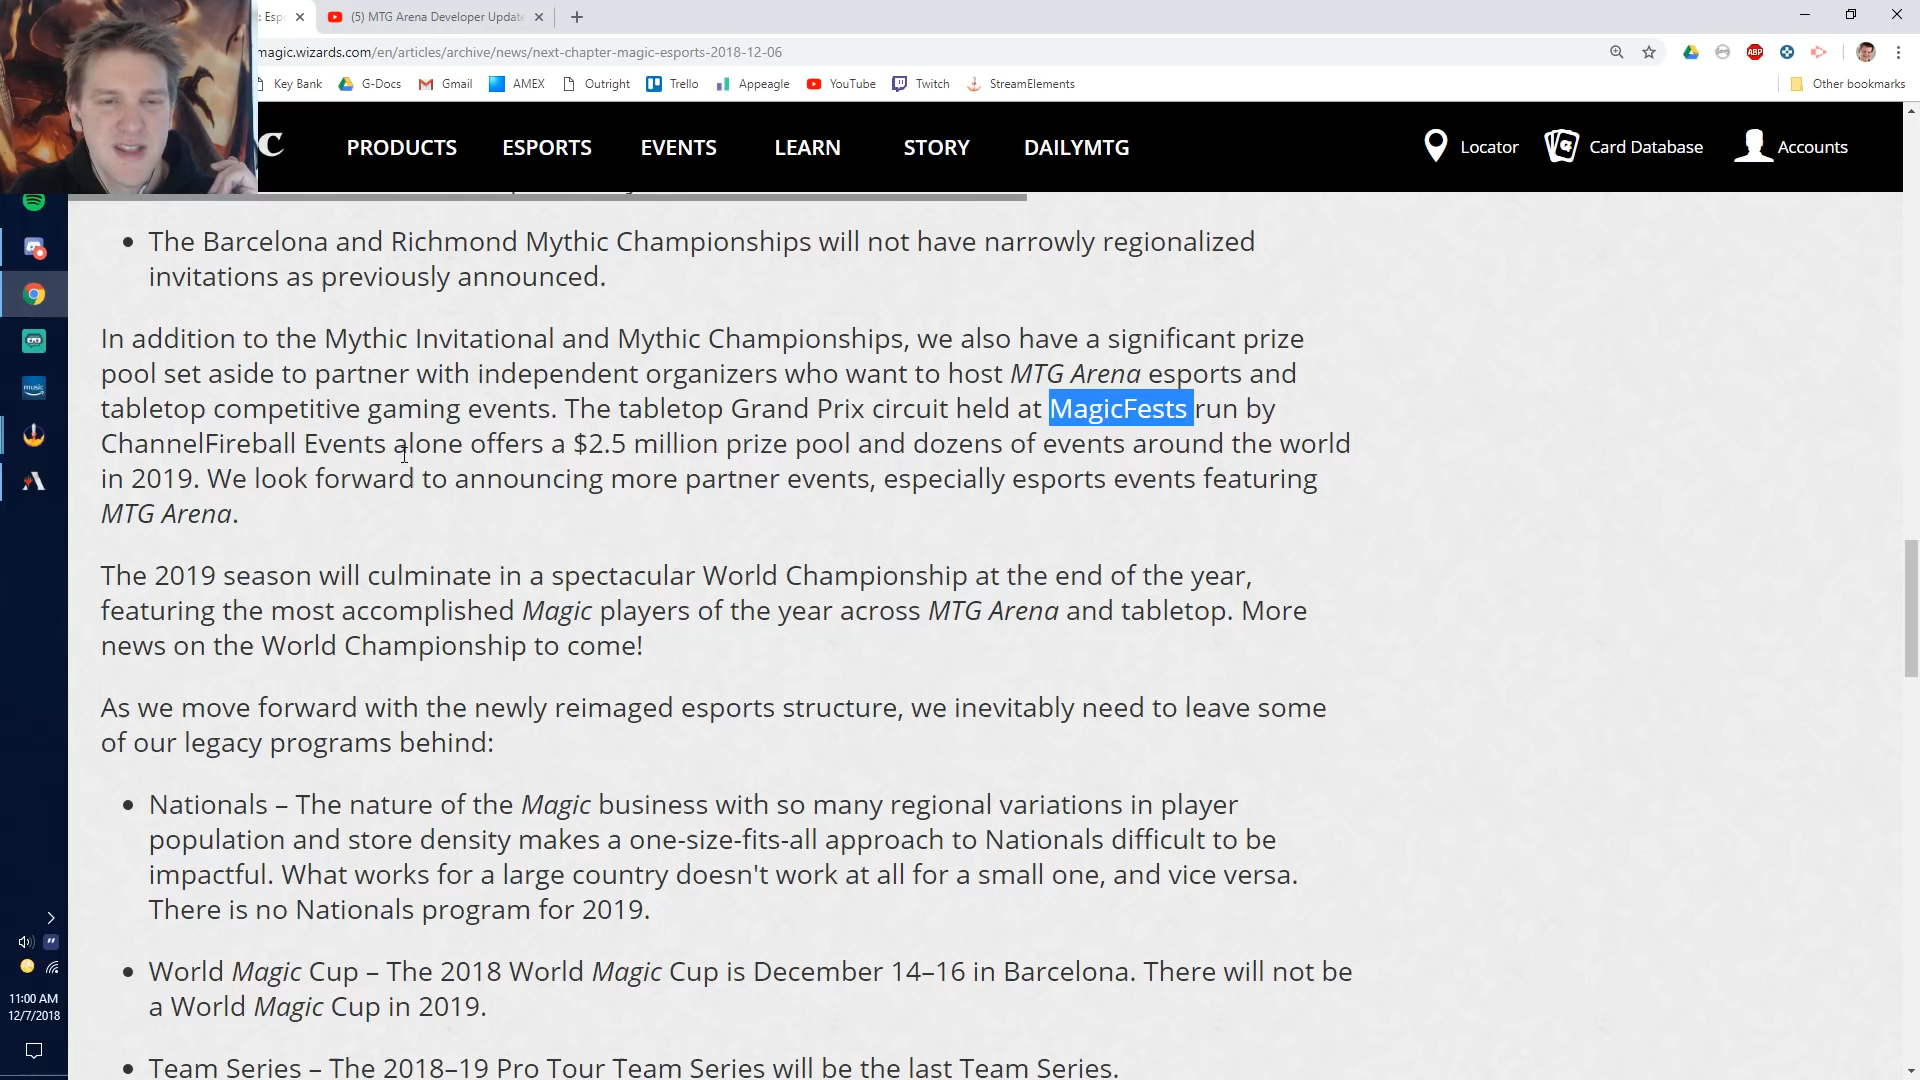 : Espo
(5) MTG Arena Developer Update
magic.wizards.com/en/articles/archive/news/next-chapter-magic-esports-2018-12-06
Key Bank G-Docs Gmail AMEX Outright Trello Appeagle YouTube Twitch StreamElements Other bookmarks
C PRODUCTS ESPORTS EVENTS LEARN STORY DAILYMTG Locator Card Database Accounts
• The Barcelona and Richmond Mythic Championships will not have narrowly regionalized
invitations as previously announced.
In addition to the Mythic Invitational and Mythic Championships, we also have a significant prize
pool set aside to partner with independent organizers who want to host MTG Arena esports and
tabletop competitive gaming events. The tabletop Grand Prix circuit held at MagicFests run by
ChannelFireball Events alone offers a $2.5 million prize pool and dozens of events around the world
in 2019. We look forward to announcing more partner events, especially esports events featuring
MTG Arena.
The 2019 season will culminate in a spectacular World Championship at the end of the year,
featuring the most accomplished Magic players of the year across MTG Arena and tabletop. More
news on the World Championship to come!
As we move forward with the newly reimaged esports structure, we inevitably need to leave some
of our legacy programs behind:
• Nationals – The nature of the Magic business with so many regional variations in player
population and store density makes a one-size-fits-all approach to Nationals difficult to be
impactful. What works for a large country doesn't work at all for a small one, and vice versa.
There is no Nationals program for 2019.
• World Magic Cup – The 2018 World Magic Cup is December 14–16 in Barcelona. There will not be
a World Magic Cup in 2019.
• Team Series – The 2018–19 Pro Tour Team Series will be the last Team Series.
music
11:00 AM
12/7/2018
ABP